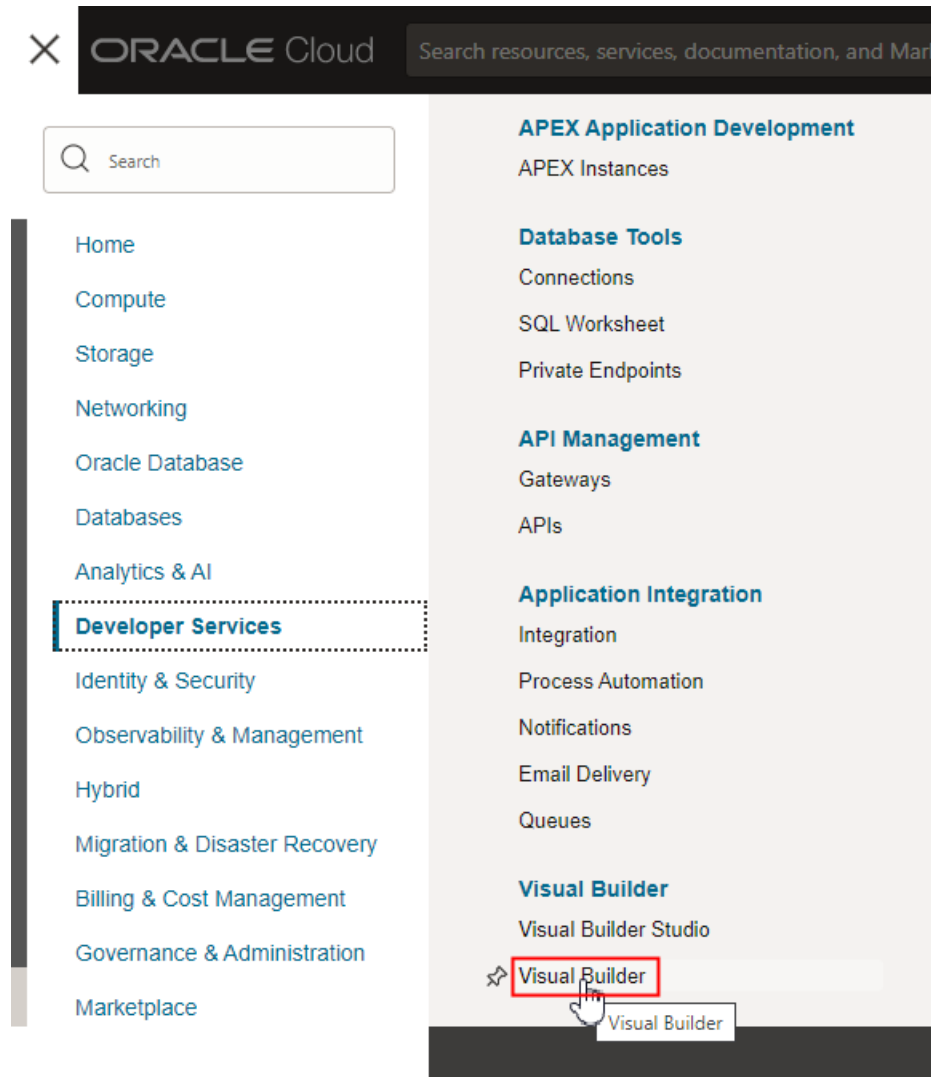 ORACLE Cloud
Search resources, services, documentation, and Mar
Search
Home
Compute
Storage
Networking
Oracle Database
Databases
Analytics & AI
Developer Services
Identity & Security
Observability & Management
Hybrid
Migration & Disaster Recovery
Billing & Cost Management
Governance & Administration
Marketplace
APEX Application Development
APEX Instances
Database Tools
Connections
SQL Worksheet
Private Endpoints
API Management
Gateways
APIs
Application Integration
Integration
Process Automation
Notifications
Email Delivery
Queues
Visual Builder
Visual Builder Studio
Visual Builder
Visual Builder